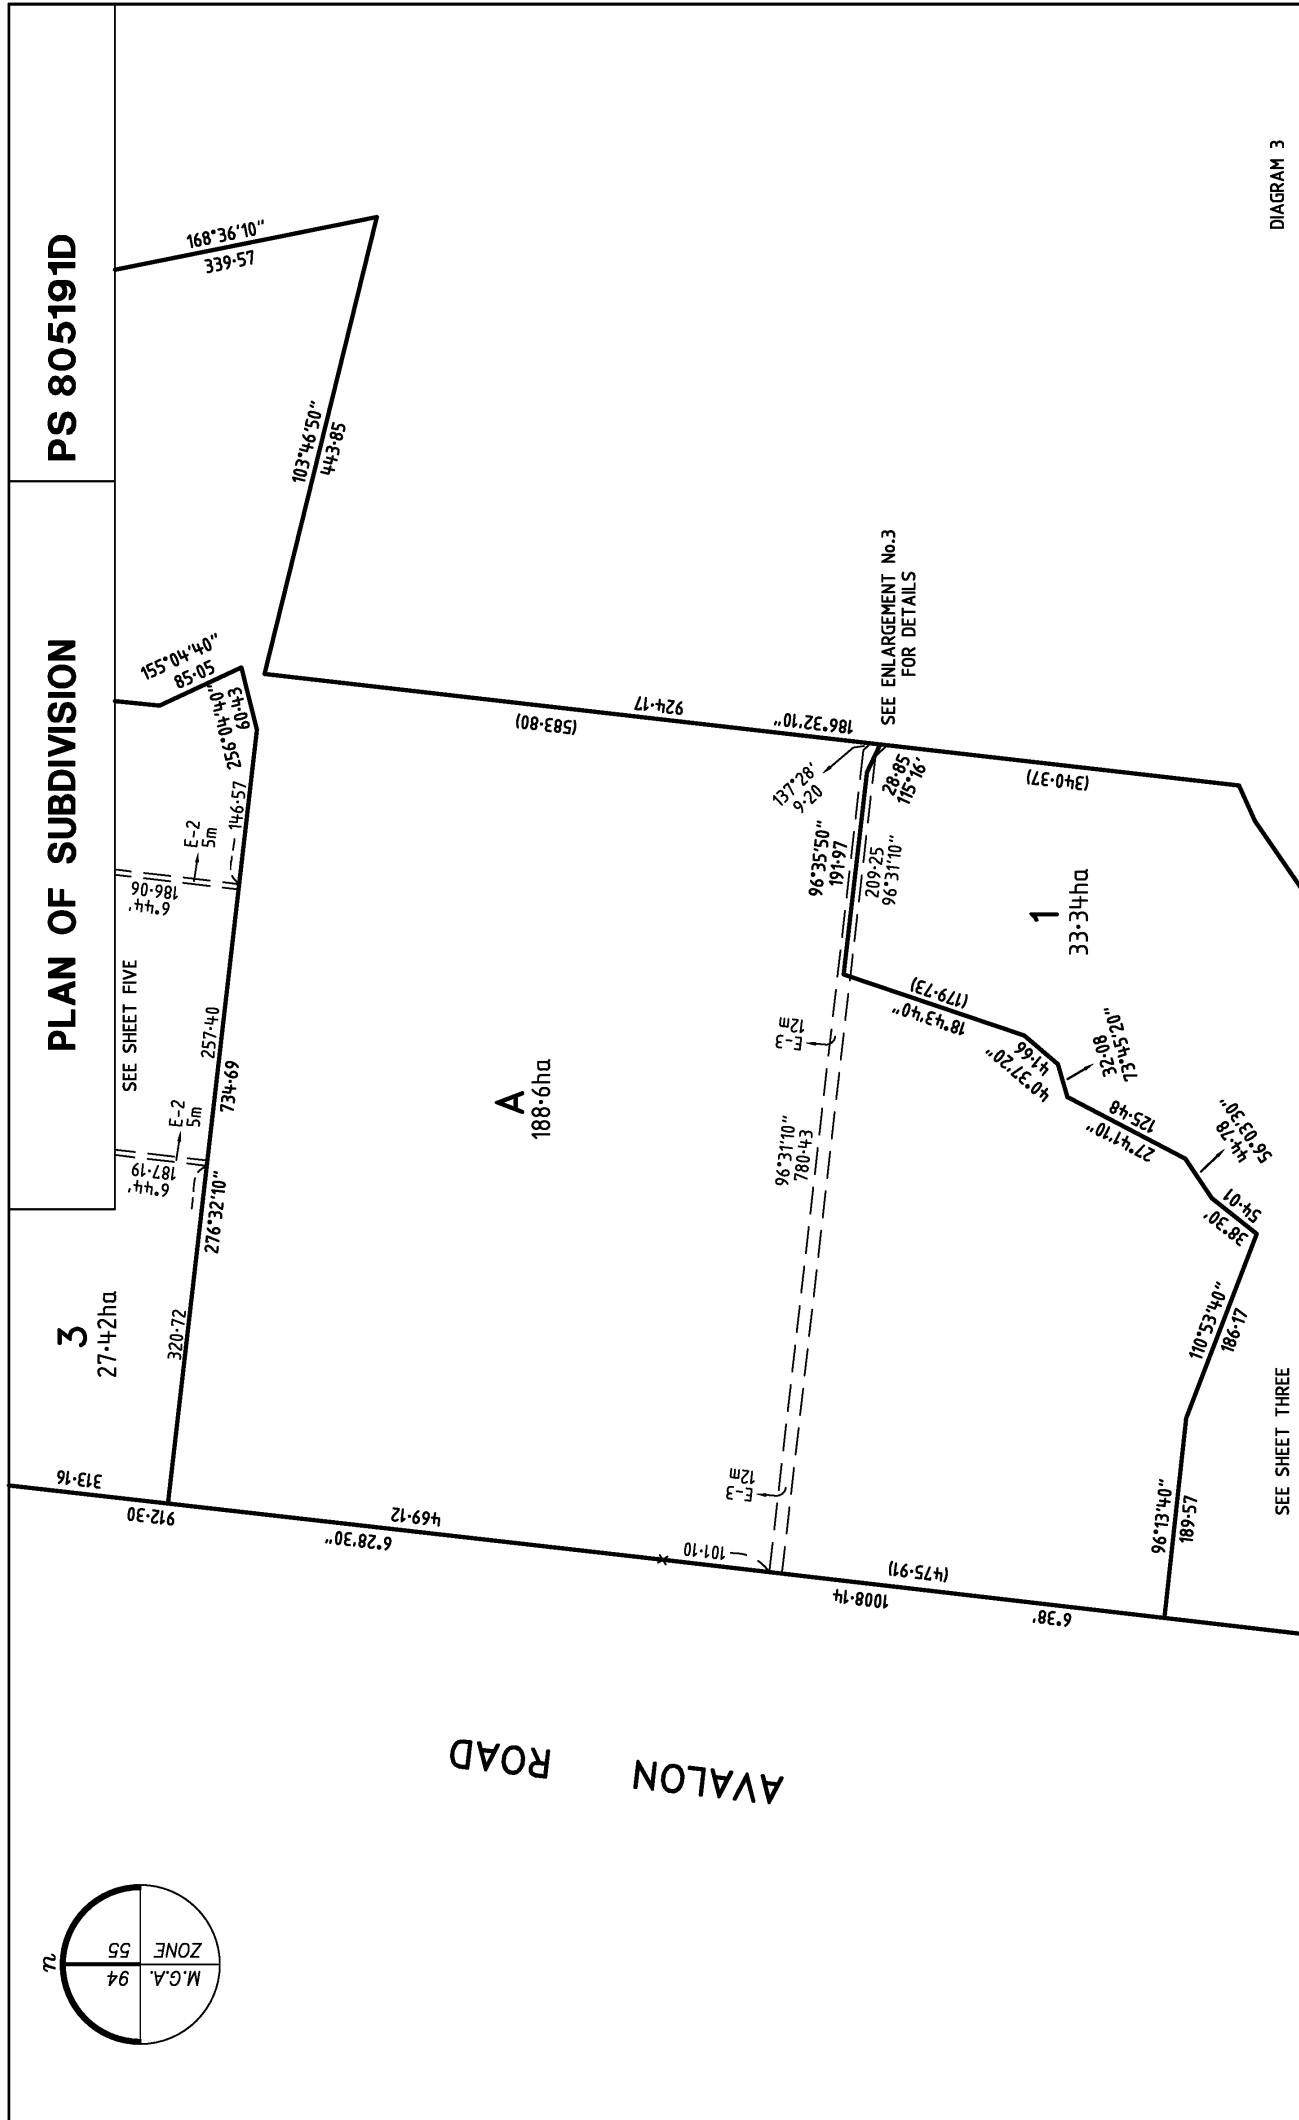 PLAN OF SUBDIVISION
PS 805191D
3
27·42ha
SEE SHEET FIVE
313·16
912·30
6°28'30"
469·12
320·72
276°32'10"
734·69
257·40
146·57
6°44'
187·19
E-2
5m
6°44'
186·06
E-2
5m
256°04'40"
60·43
155°04'40"
85·05
168°36'10"
339·57
103°46'50"
443·85
(583·80)
924·17
186°32'10"
SEE ENLARGEMENT No.3
FOR DETAILS
137°28'
9·20
28·85
115°16'
96°35'50"
191·97
209·25
96°31'10"
(340·37)
A
188·6ha
1
33·34ha
E-3
12m
96°31'10"
780·43
E-3
12m
101·10
(475·91)
1008·14
6°38'
(179·73)
18°43'40"
41·66
40°37'20"
32·08
73°45'20"
125·48
27°41'10"
44·78
56°03'30"
54·01
38°30'
110°53'40"
186·17
96°13'40"
189·57
SEE SHEET THREE
DIAGRAM 3
AVALON ROAD
n
M.G.A. 94
ZONE 55